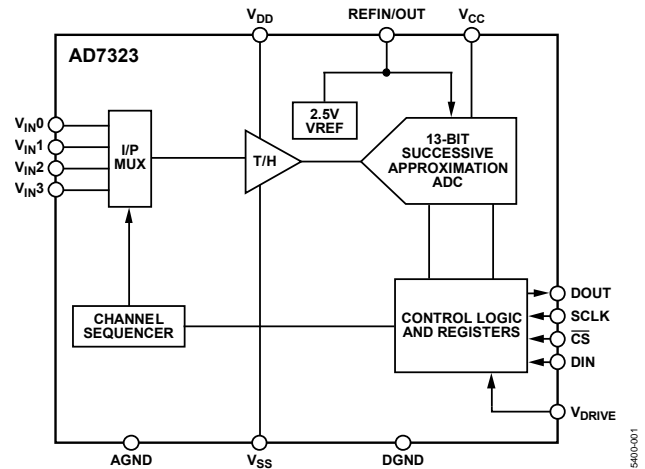 VDD
REFIN/OUT
VCC
AD7323
VIN0
VIN1
VIN2
VIN3
I/P
MUX
T/H
2.5V
VREF
13-BIT
SUCCESSIVE
APPROXIMATION
ADC
CHANNEL
SEQUENCER
CONTROL LOGIC
AND REGISTERS
DOUT
SCLK
CS
DIN
VDRIVE
AGND
VSS
DGND
5400-001